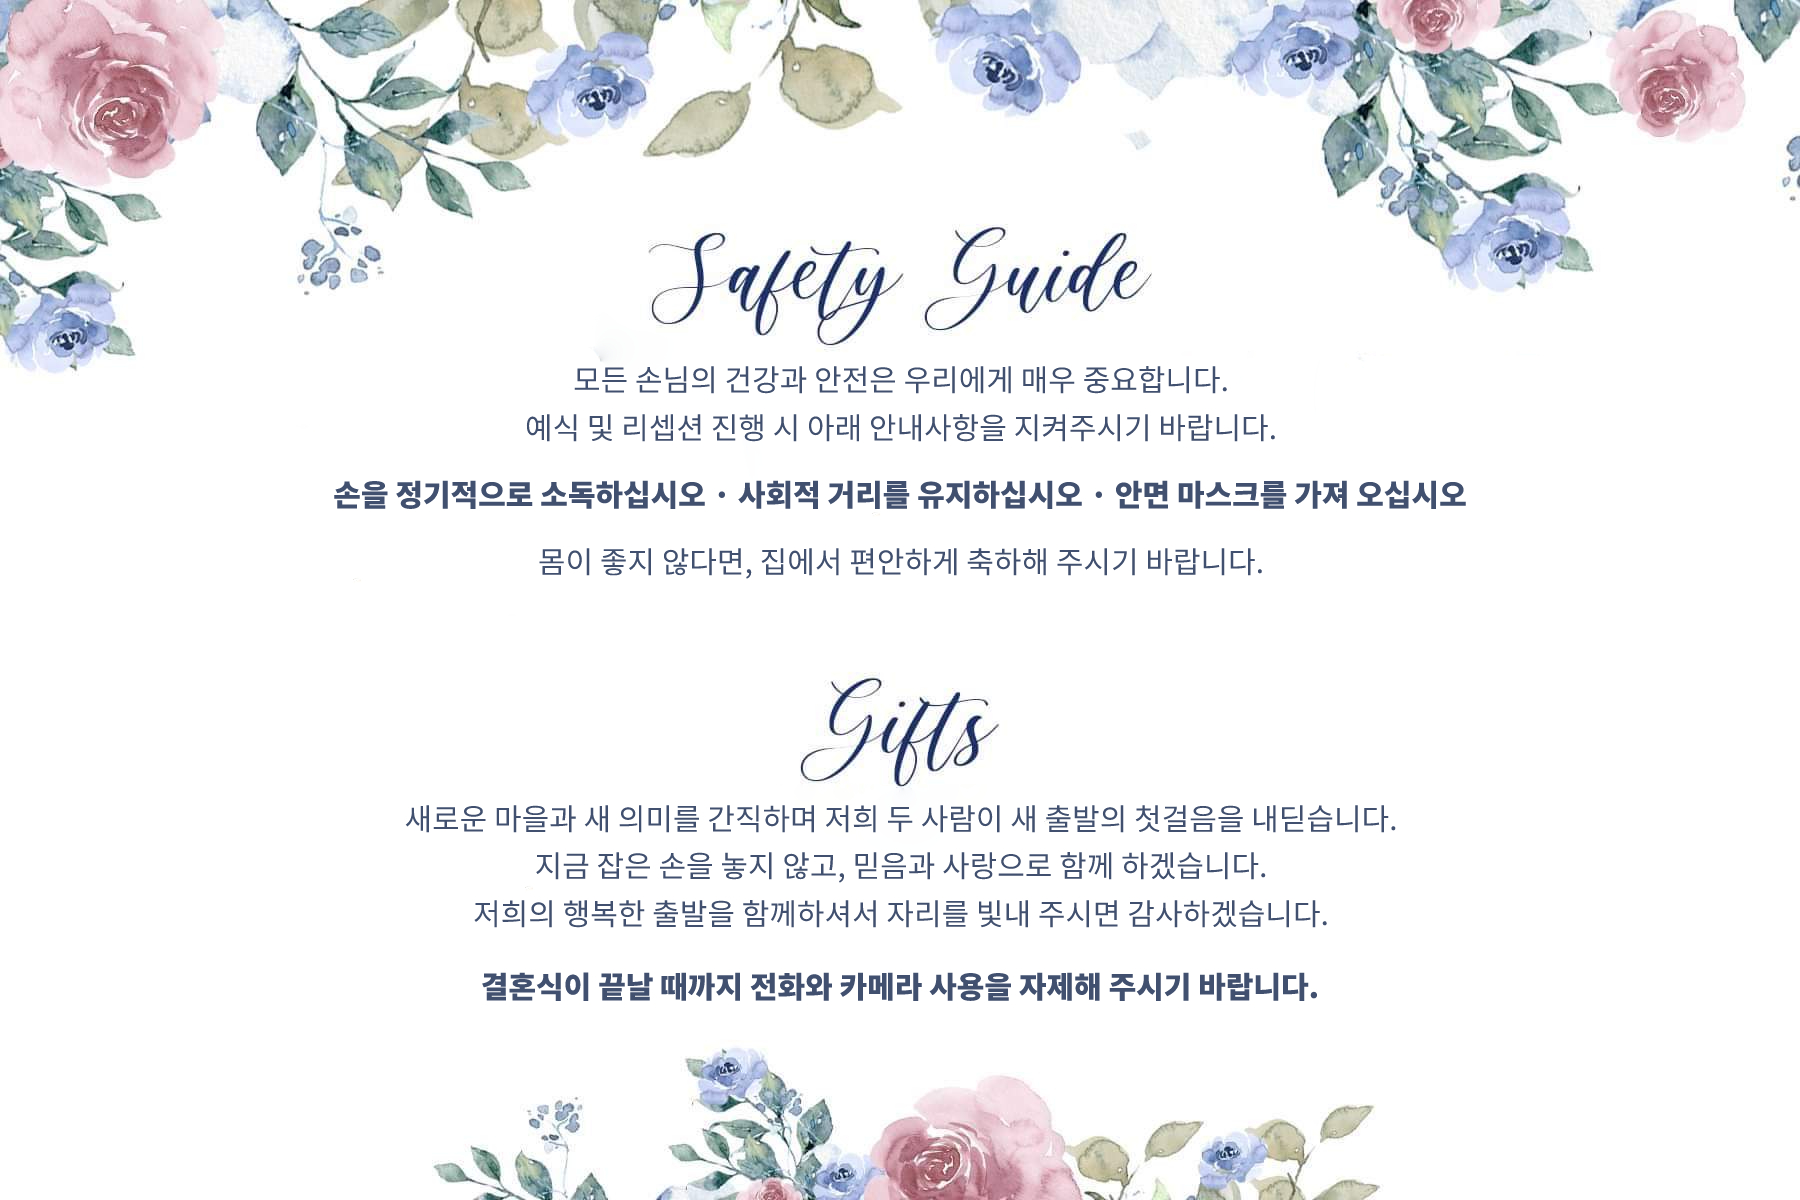 Safety Guide
모든 손님의 건강과 안전은 우리에게 매우 중요합니다.
예식 및 리셉션 진행 시 아래 안내사항을 지켜주시기 바랍니다.
손을 정기적으로 소독하십시오 · 사회적 거리를 유지하십시오 · 안면 마스크를 가져 오십시오
몸이 좋지 않다면, 집에서 편안하게 축하해 주시기 바랍니다.
Gifts
새로운 마을과 새 의미를 간직하며 저희 두 사람이 새 출발의 첫걸음을 내딛습니다.
지금 잡은 손을 놓지 않고, 믿음과 사랑으로 함께 하겠습니다.
저희의 행복한 출발을 함께하셔서 자리를 빛내 주시면 감사하겠습니다.
결혼식이 끝날 때까지 전화와 카메라 사용을 자제해 주시기 바랍니다.